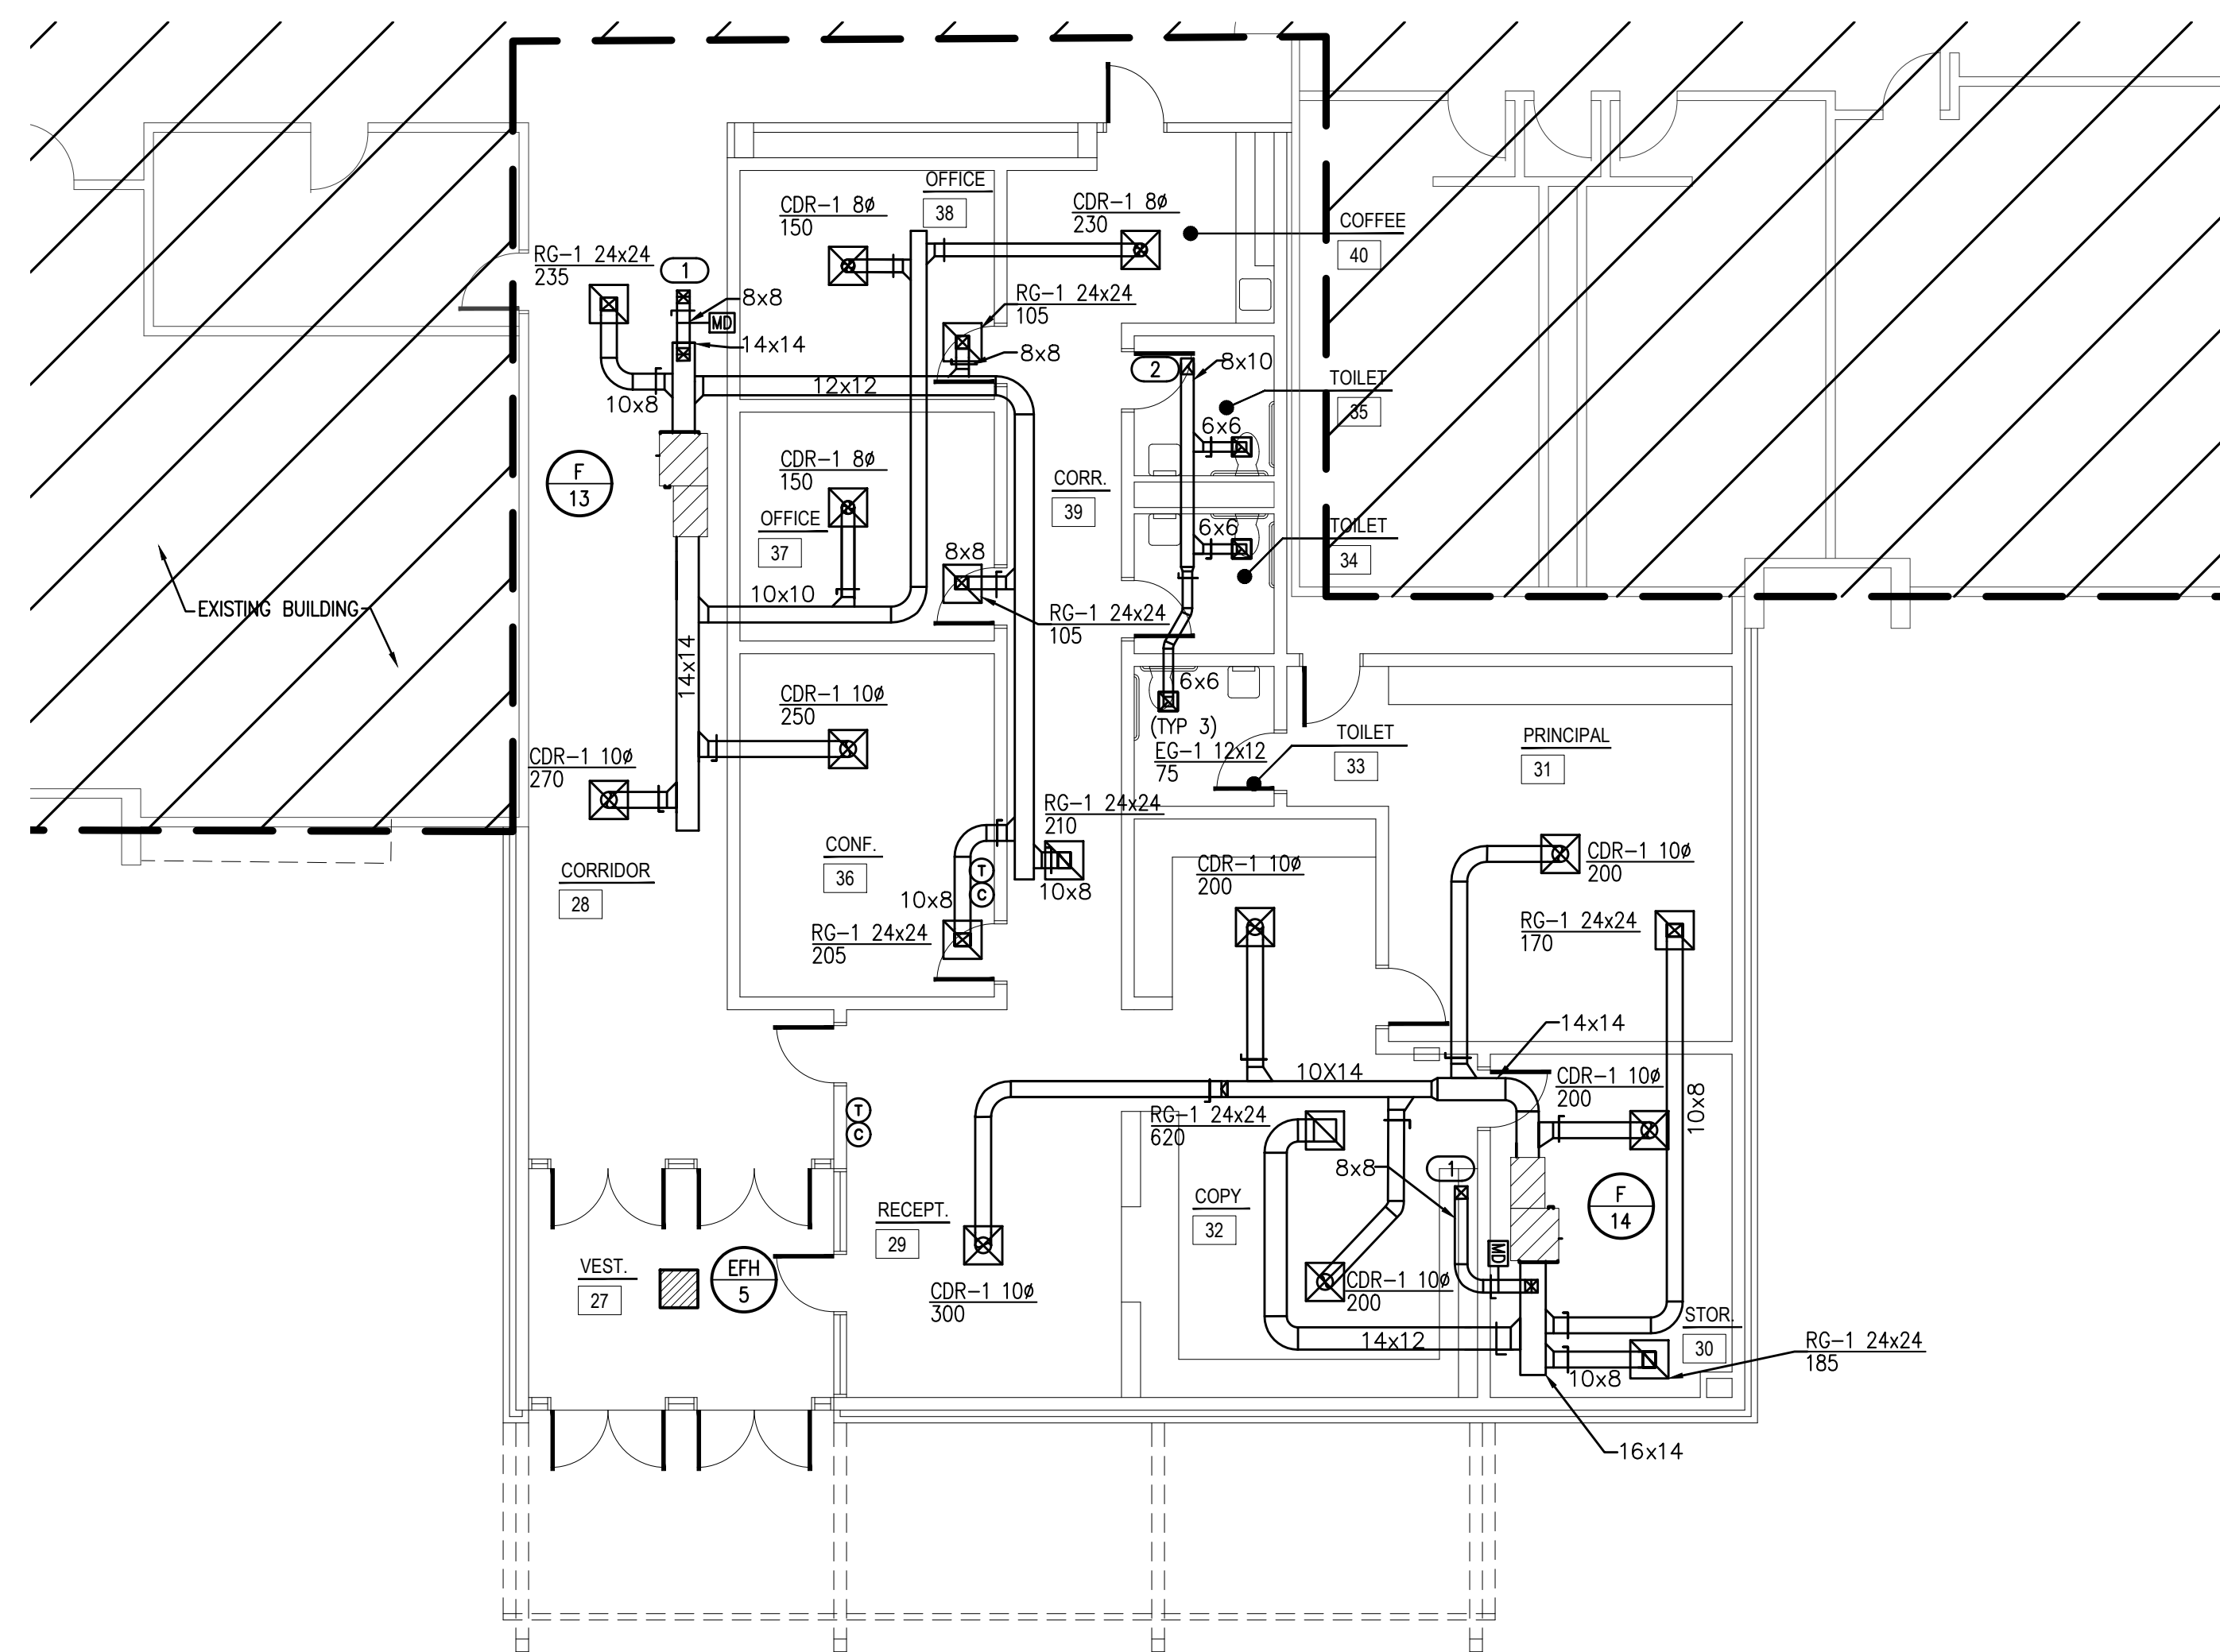 OFFICE
38
CDR-1 8ø
150
CDR-1 8ø
230
COFFEE
40
RG-1 24x24
235
1
8x8
MD
14x14
RG-1 24x24
105
8x8
12x12
10x8
2
8x10
TOILET
35
6x6
F
13
CDR-1 8ø
150
OFFICE
37
CORR.
39
6x6
TOILET
34
8x8
10x10
EXISTING BUILDING
RG-1 24x24
105
14x14
6x6
(TYP 3)
EG-1 12x12
75
TOILET
33
PRINCIPAL
31
CDR-1 10ø
250
CDR-1 10ø
270
RG-1 24x24
210
CONF.
36
T
C
10x8
10x8
CORRIDOR
28
CDR-1 10ø
200
CDR-1 10ø
200
RG-1 24x24
205
RG-1 24x24
170
14x14
10X14
CDR-1 10ø
200
10x8
T
C
RG-1 24x24
620
8x8
1
COPY
32
F
14
RECEPT.
29
MD
VEST.
27
EFH
5
CDR-1 10ø
300
CDR-1 10ø
200
14x12
STOR.
30
RG-1 24x24
185
10x8
16x14